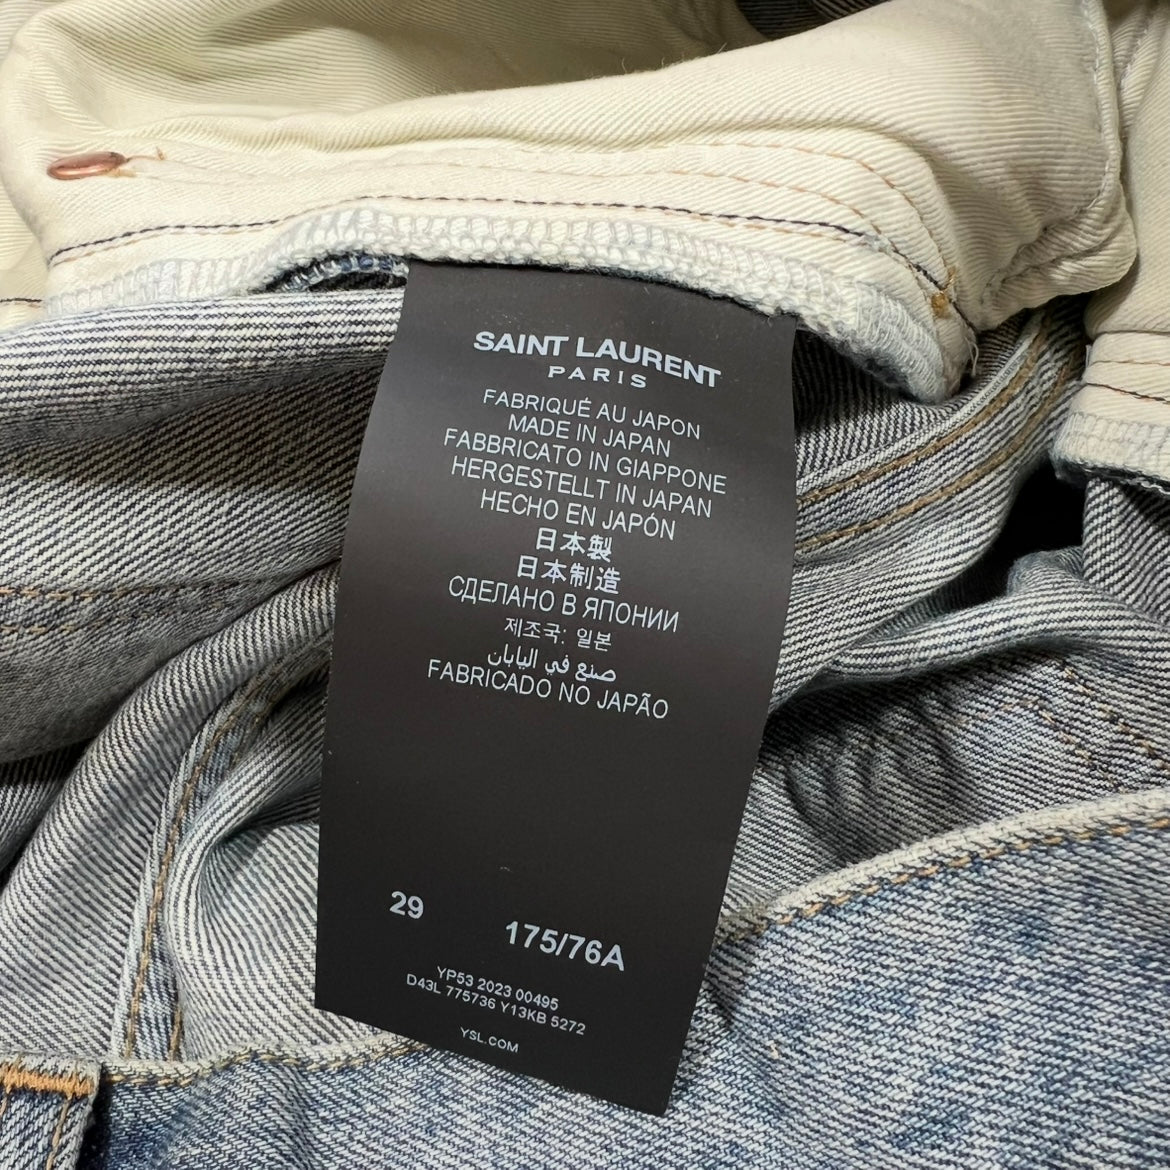 SAINT LAURENT
PARIS
FABRIQUÉ AU JAPON
MADE IN JAPAN
FABBRICATO IN GIAPPONE
HERGESTELLT IN JAPAN
HECHO EN JAPÓN
日本製
日本制造
СДЕЛАНО В ЯПОНИИ
제조국: 일본
صنع في اليابان
FABRICADO NO JAPÃO
29 175/76A
YP53 2023 00495
D43L 775736 Y13KB 5272
YSL.COM